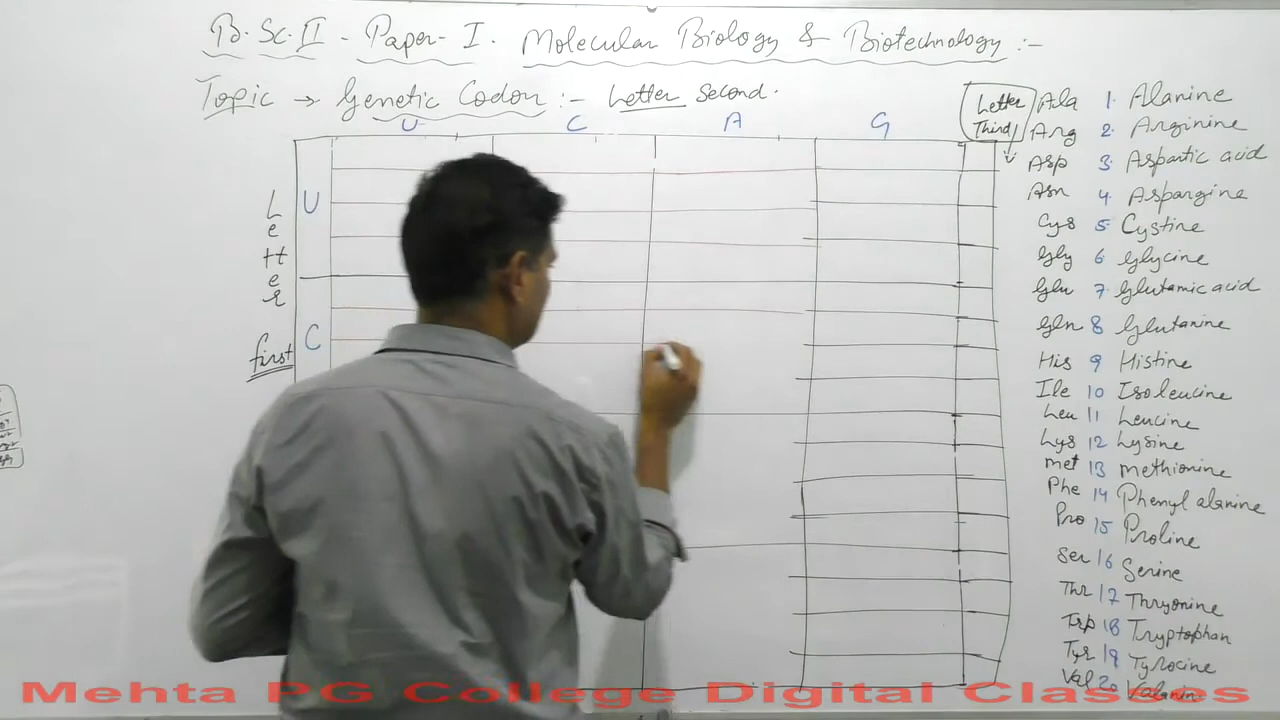 B.Sc.II - Paper- I. Molecular Biology & Biotechnology :-
Topic → Genetic Codon :- Letter Second.
U C A G
Letter
Third
Letter
first
U
C
Ala 1. Alanine
Arg 2. Arginine
Asp 3. Aspartic acid
Asn 4 Aspargine
Cys 5. Cystine
Gly 6 Glycine
Glu 7. Glutamic acid
Gln 8 Glutanine
His 9 Histine
Ile 10 Isoleucine
Leu 11 Leucine
Lys 12 Lysine
met 13 methionine
Phe 14 Phenyl alanine
Pro 15 Proline
Ser 16 Serine
Thr 17 Thryonine
Trp 18 Tryptophan
Tyr 19 Tyrocine
Val 20 Valanin
Mehta PG College Digital Classes